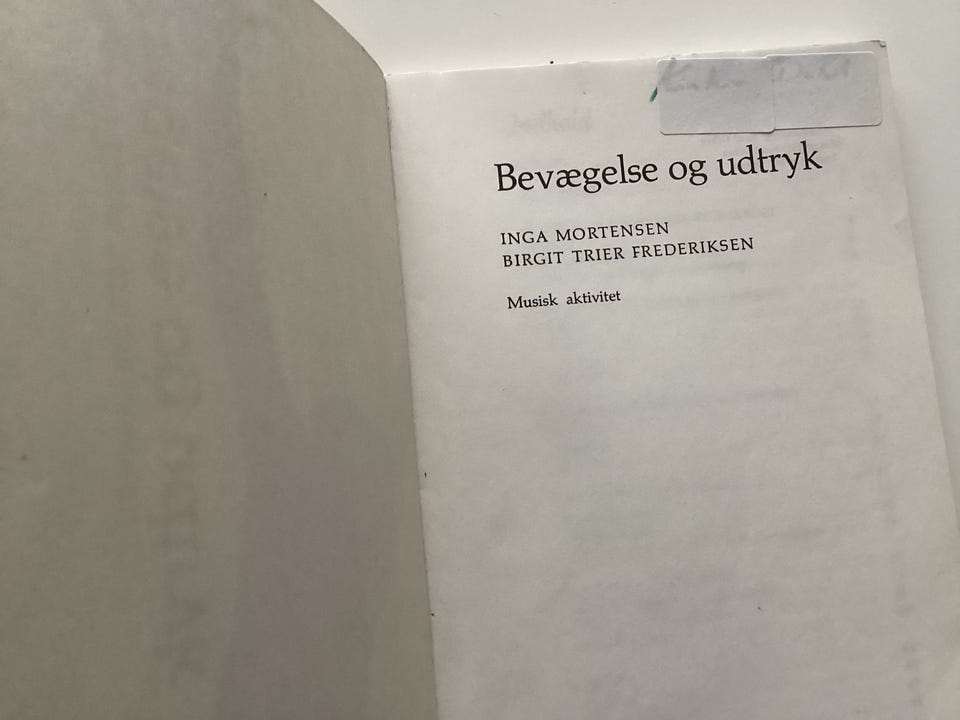 Bevægelse og udtryk
INGA MORTENSEN
BIRGIT TRIER FREDERIKSEN
Musisk aktivitet